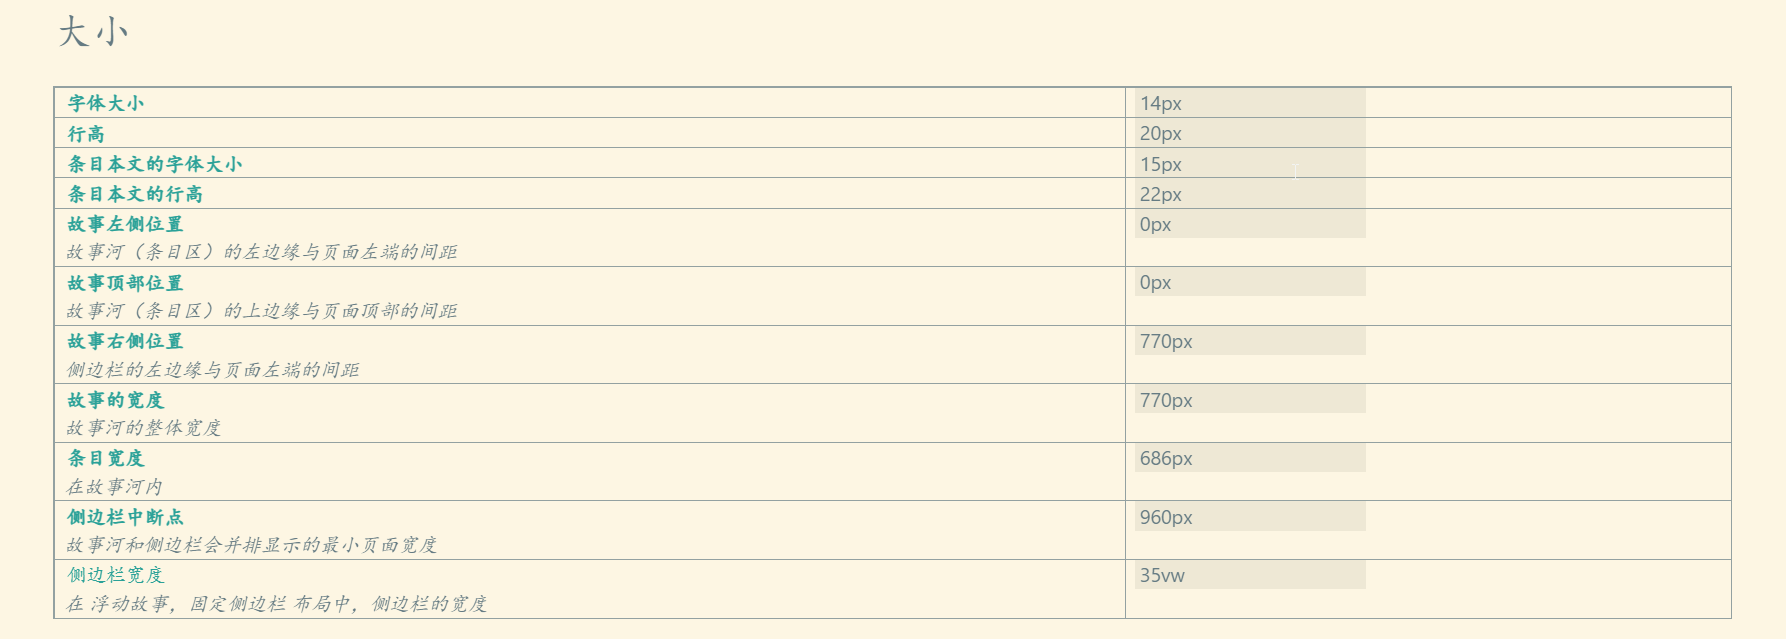 大小
字体大小 14px
行高 20px
条目本文的字体大小 15px
条目本文的行高 22px
故事左侧位置 0px
故事河（条目区）的左边缘与页面左端的间距
故事顶部位置 0px
故事河（条目区）的上边缘与页面顶部的间距
故事右侧位置 770px
侧边栏的左边缘与页面左端的间距
故事的宽度 770px
故事河的整体宽度
条目宽度 686px
在故事河内
侧边栏中断点 960px
故事河和侧边栏会并排显示的最小页面宽度
侧边栏宽度 35vw
在 浮动故事，固定侧边栏 布局中，侧边栏的宽度